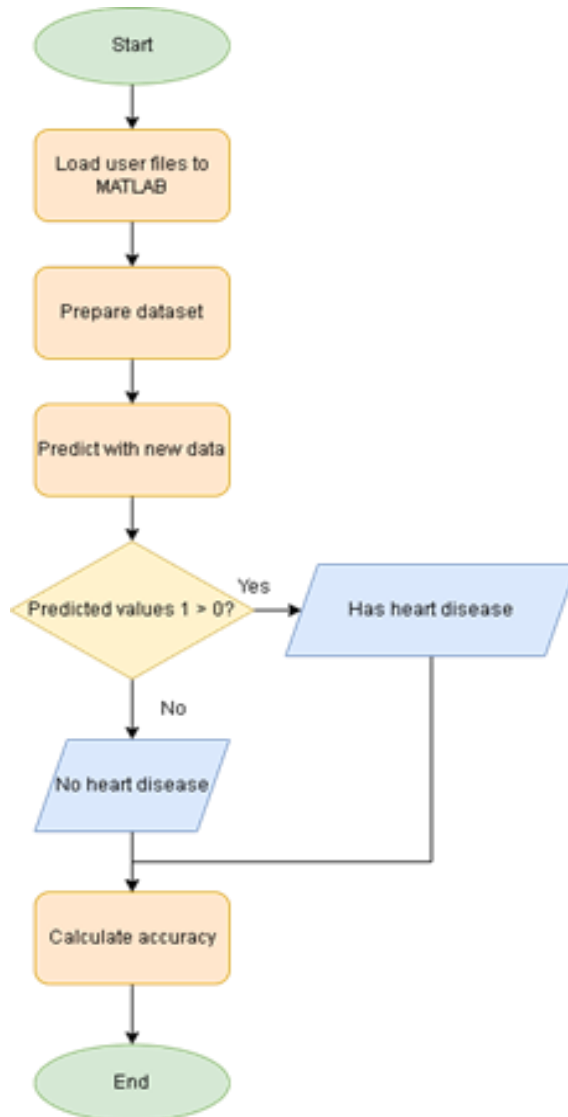 Start
Load user files to
MATLAB
Prepare dataset
Predict with new data
Predicted values 1 > 0?
Yes
Has heart disease
No
No heart disease
Calculate accuracy
End